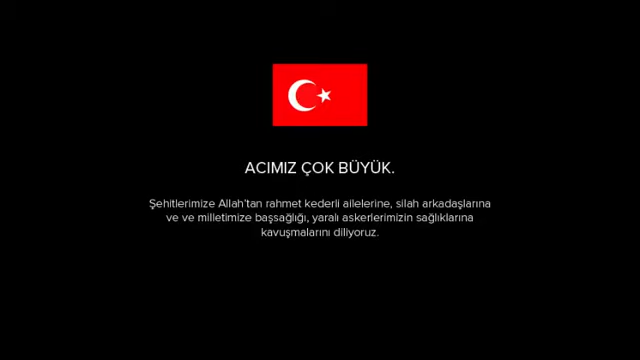 ACIMIZ ÇOK BÜYÜK.
Şehitlerimize Allah'tan rahmet kederli ailelerine, silah arkadaşlarına
ve ve milletimize başsağlığı, yaralı askerlerimizin sağlıklarına
kavuşmalarını diliyoruz.